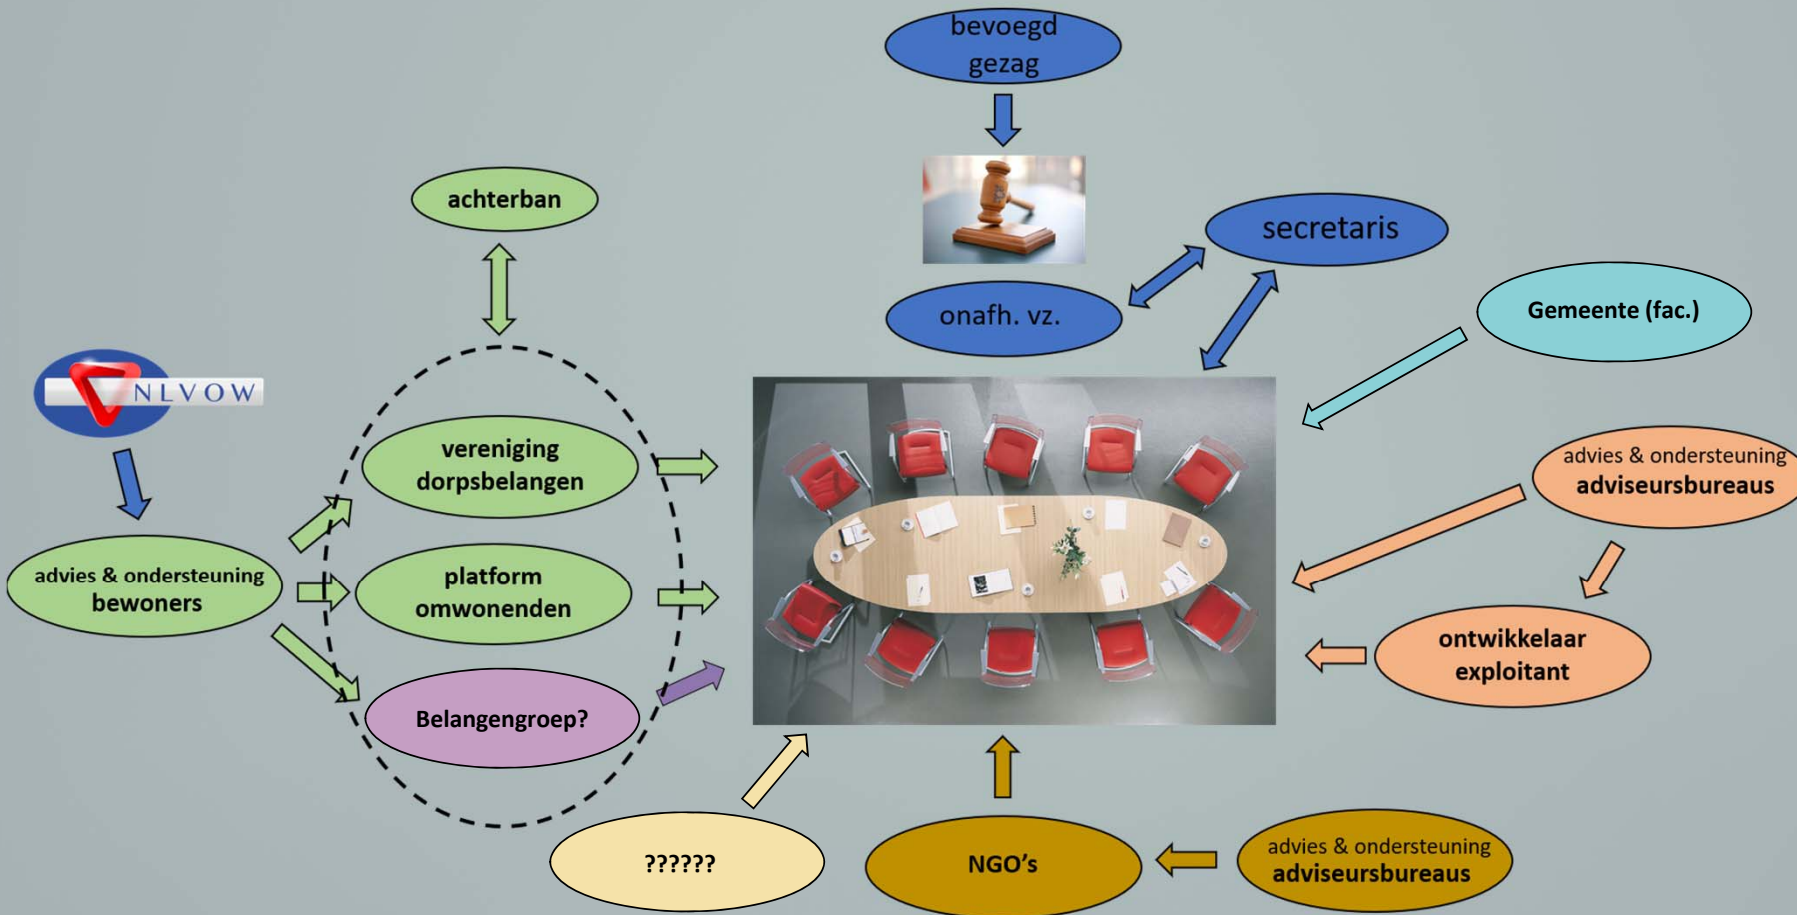 bevoegd
gezag
achterban
secretaris
onafh. vz.
Gemeente (fac.)
NLVOW
vereniging
dorpsbelangen
advies & ondersteuning
adviseursbureaus
advies & ondersteuning
bewoners
platform
omwonenden
ontwikkelaar
exploitant
Belangengroep?
??????
NGO's
advies & ondersteuning
adviseursbureaus